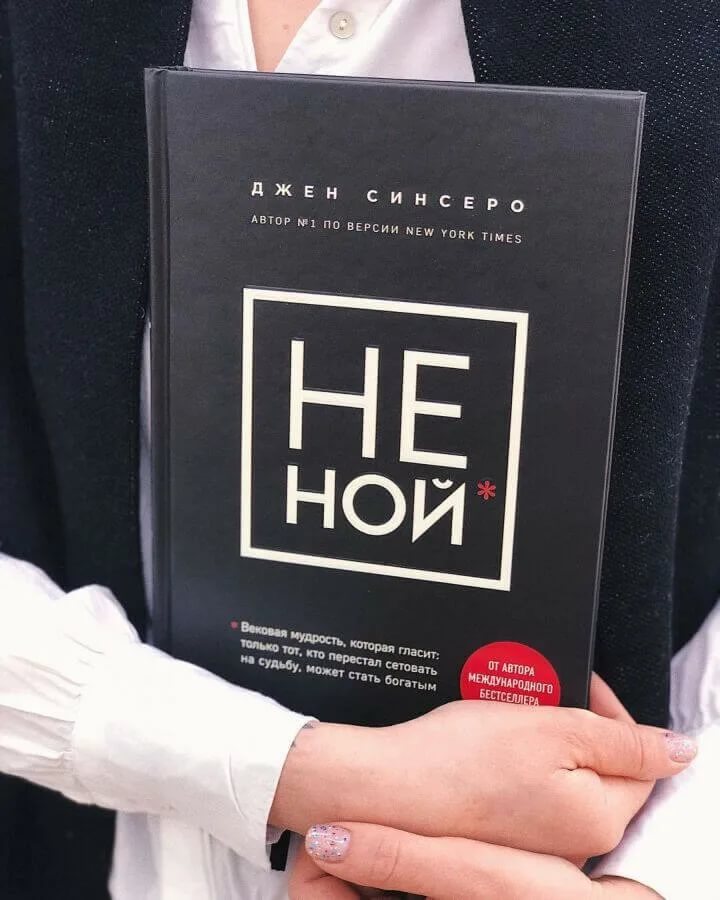 ДЖЕН СИНСЕРО
АВТОР №1 ПО ВЕРСИИ NEW YORK TIMES
НЕ
НОЙ*
* Вековая мудрость, которая гласит:
только тот, кто перестал сетовать
на судьбу, может стать богатым
ОТ АВТОРА
МЕЖДУНАРОДНОГО
БЕСТСЕЛЛЕРА